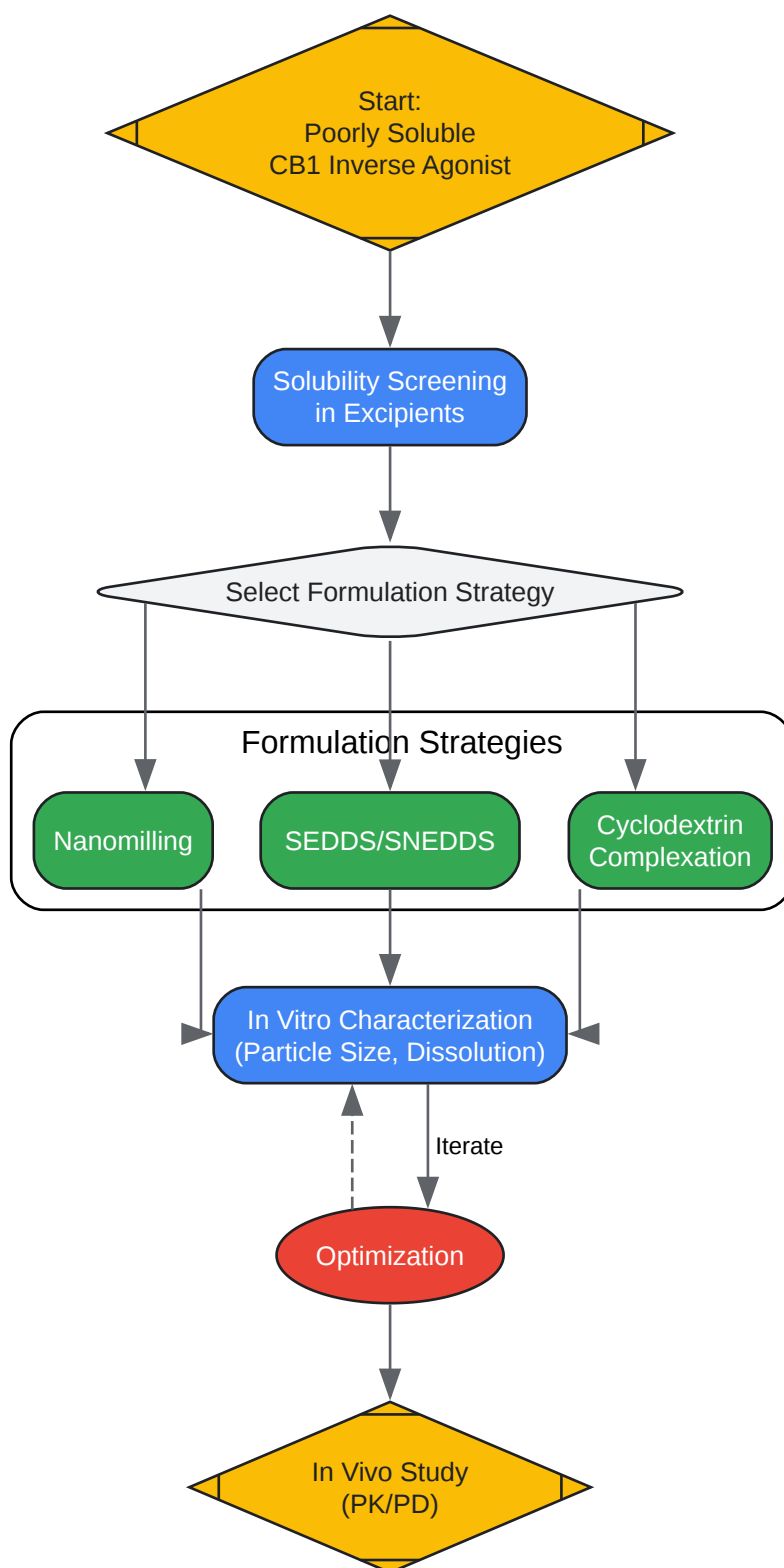 Start:
Poorly Soluble
CB1 Inverse Agonist
Solubility Screening
in Excipients
Select Formulation Strategy
Formulation Strategies
Nanomilling
SEDDS/SNEDDS
Cyclodextrin
Complexation
In Vitro Characterization
(Particle Size, Dissolution)
Iterate
Optimization
In Vivo Study
(PK/PD)